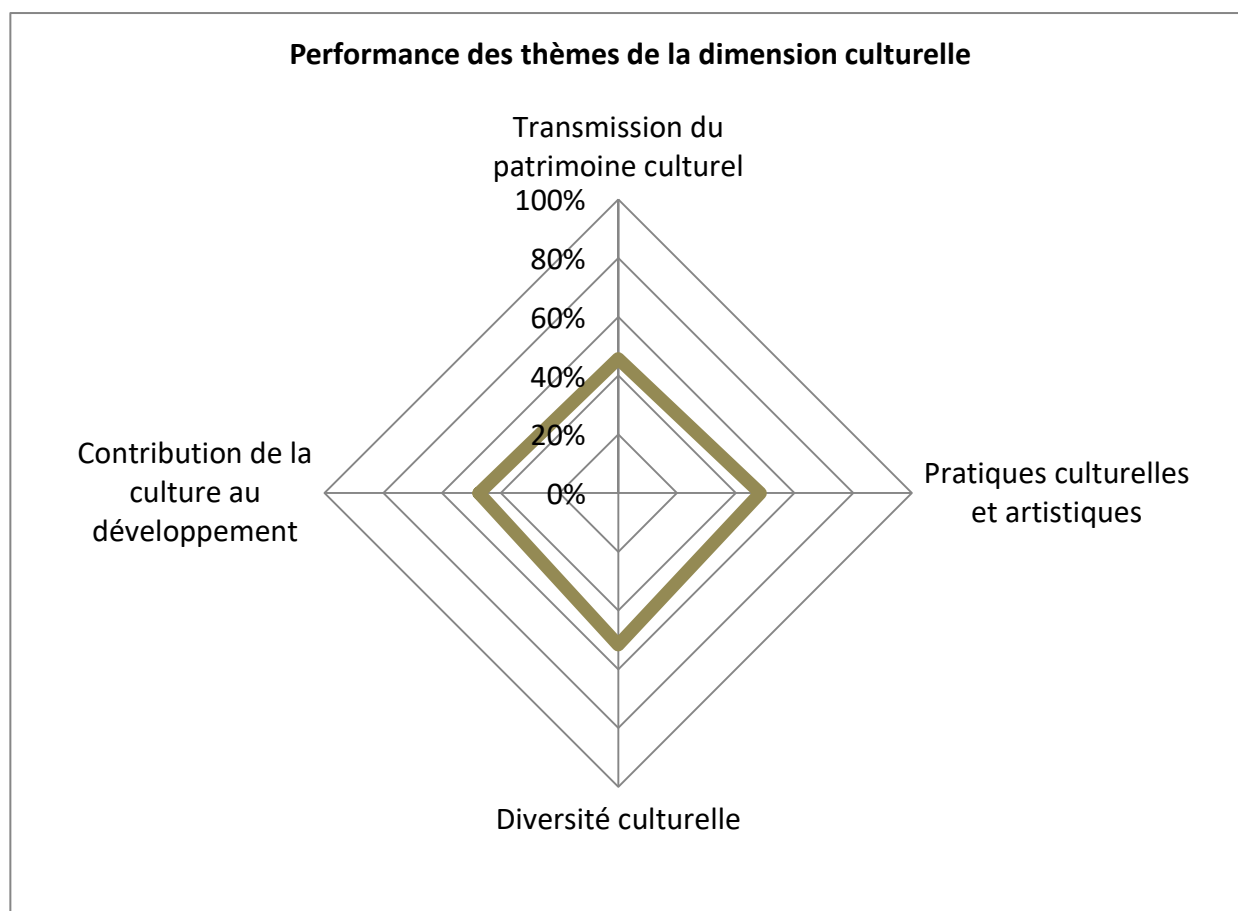 Performance des thèmes de la dimension culturelle
Transmission du
patrimoine culturel
100%
80%
60%
40%
20%
0%
Contribution de la
culture au
développement
Pratiques culturelles
et artistiques
Diversité culturelle